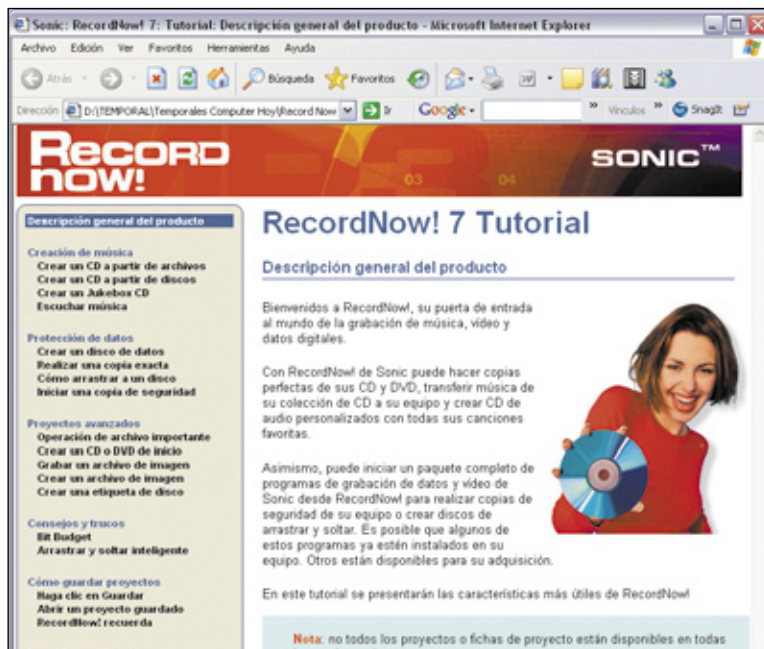 Sonic: RecordNow! 7: Tutorial: Descripción general del producto - Microsoft Internet Explorer
Archivo Edición Ver Favoritos Herramientas Ayuda
Atrás Búsqueda Favoritos
Dirección D:\TEMPORAL\Temporales Computer Hoy\Record Now Ir Google Vínculos SnagIt
RECORD
NOW!
03 04
SONIC™
Descripción general del producto
Creación de música
Crear un CD a partir de archivos
Crear un CD a partir de discos
Crear un Jukebox CD
Escuchar música
Protección de datos
Crear un disco de datos
Realizar una copia exacta
Cómo arrastrar a un disco
Iniciar una copia de seguridad
Proyectos avanzados
Operación de archivo importante
Crear un CD o DVD de inicio
Grabar un archivo de imagen
Crear un archivo de imagen
Crear una etiqueta de disco
Consejos y trucos
Bit Budget
Arrastrar y soltar inteligente
Cómo guardar proyectos
Haga clic en Guardar
Abrir un proyecto guardado
RecordNow! recuerda
RecordNow! 7 Tutorial
Descripción general del producto
Bienvenidos a RecordNow!, su puerta de entrada
al mundo de la grabación de música, vídeo y
datos digitales.
Con RecordNow! de Sonic puede hacer copias
perfectas de sus CD y DVD, transferir música de
su colección de CD a su equipo y crear CD de
audio personalizados con todas sus canciones
favoritas.
Asimismo, puede iniciar un paquete completo de
programas de grabación de datos y vídeo de
Sonic desde RecordNow! para realizar copias de
seguridad de su equipo o crear discos de
arrastrar y soltar. Es posible que algunos de
estos programas ya estén instalados en su
equipo. Otros están disponibles para su adquisición.
En este tutorial se presentarán las características más útiles de RecordNow!
Nota: no todos los proyectos o fichas de proyecto están disponibles en todas